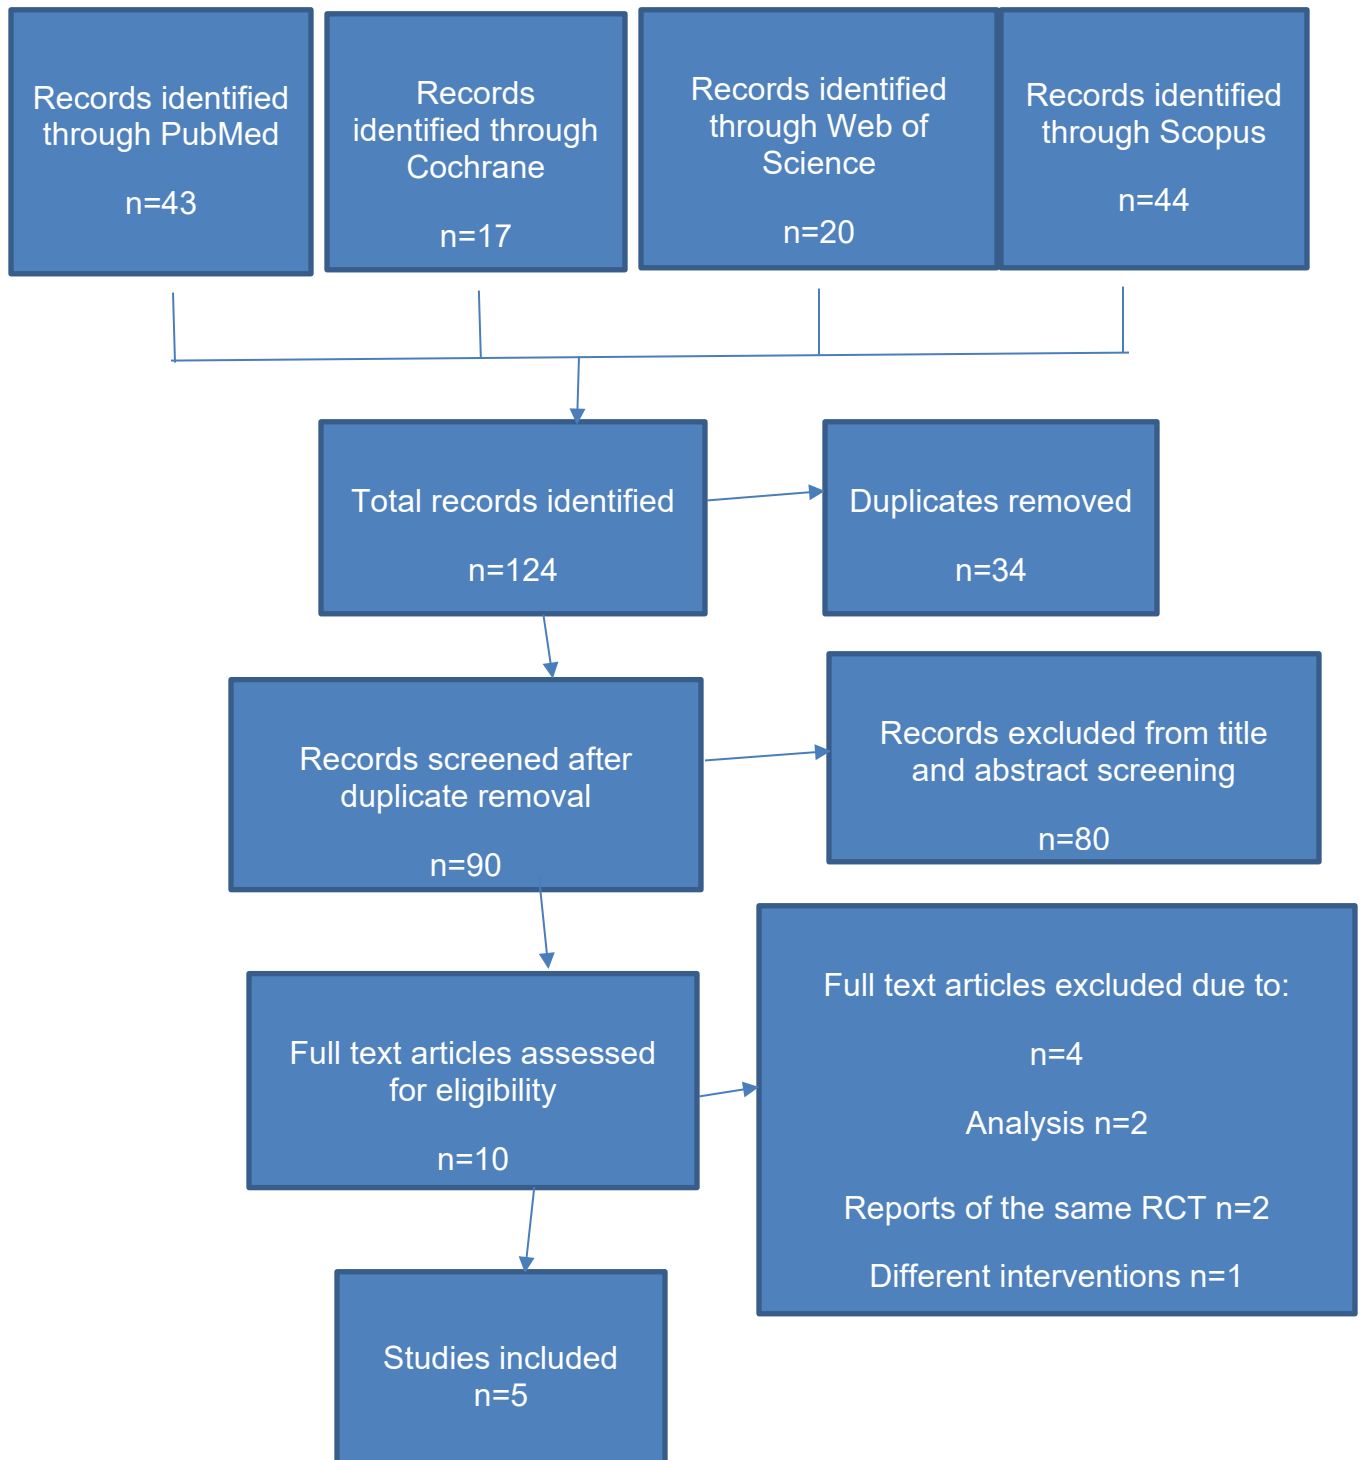 Records identified
through PubMed
n=43
Records
identified through
Cochrane
n=17
Records identified
through Web of
Science
n=20
Records identified
through Scopus
n=44
Total records identified
n=124
Duplicates removed
n=34
Records screened after
duplicate removal
n=90
Records excluded from title
and abstract screening
n=80
Full text articles assessed
for eligibility
n=10
Full text articles excluded due to:
n=4
Analysis n=2
Reports of the same RCT n=2
Different interventions n=1
Studies included
n=5